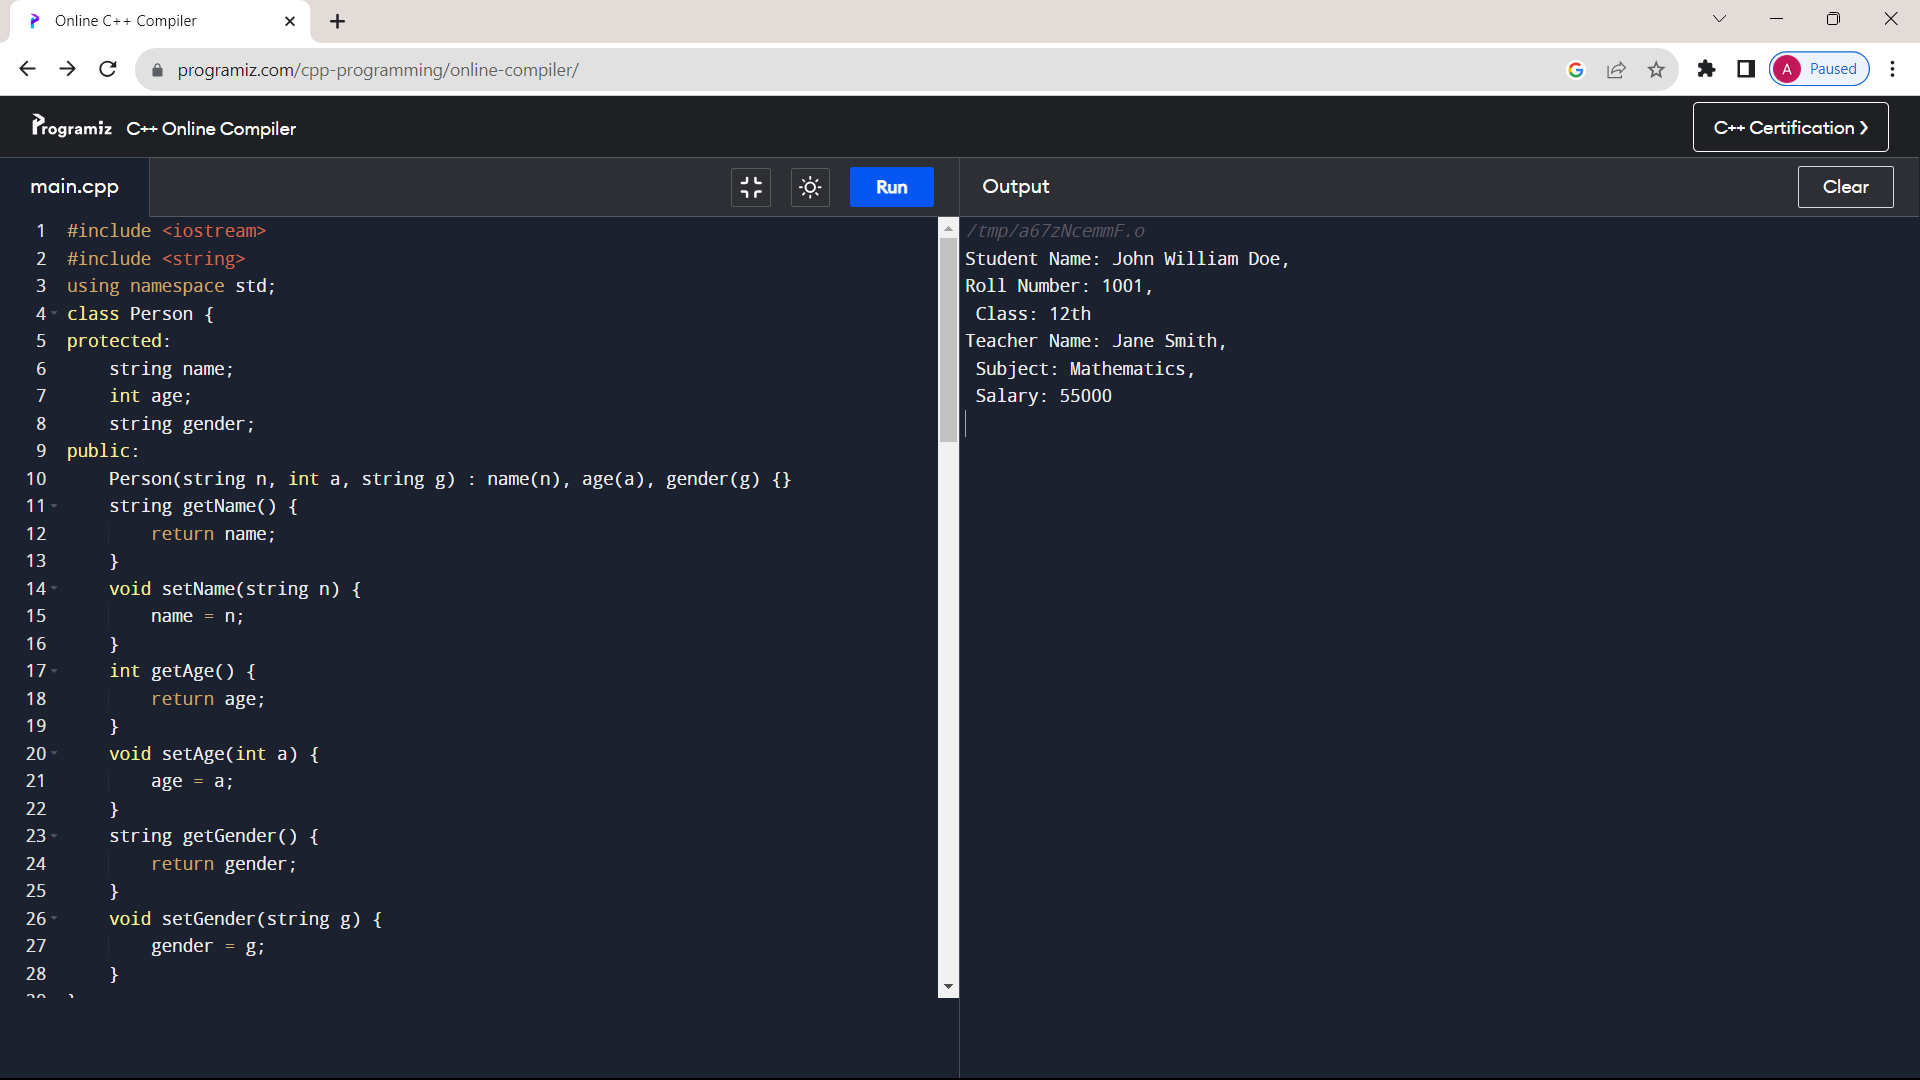 Online C++ Compiler
programiz.com/cpp-programming/online-compiler/
A Paused
Programiz C++ Online Compiler
C++ Certification ❯
main.cpp
Run
Output
Clear
1 #include <iostream>
2 #include <string>
3 using namespace std;
4 class Person {
5 protected:
6     string name;
7     int age;
8     string gender;
9 public:
10     Person(string n, int a, string g) : name(n), age(a), gender(g) {}
11     string getName() {
12         return name;
13     }
14     void setName(string n) {
15         name = n;
16     }
17     int getAge() {
18         return age;
19     }
20     void setAge(int a) {
21         age = a;
22     }
23     string getGender() {
24         return gender;
25     }
26     void setGender(string g) {
27         gender = g;
28     }
/tmp/a67zNcemmF.o
Student Name: John William Doe,
Roll Number: 1001,
 Class: 12th
Teacher Name: Jane Smith,
 Subject: Mathematics,
 Salary: 55000